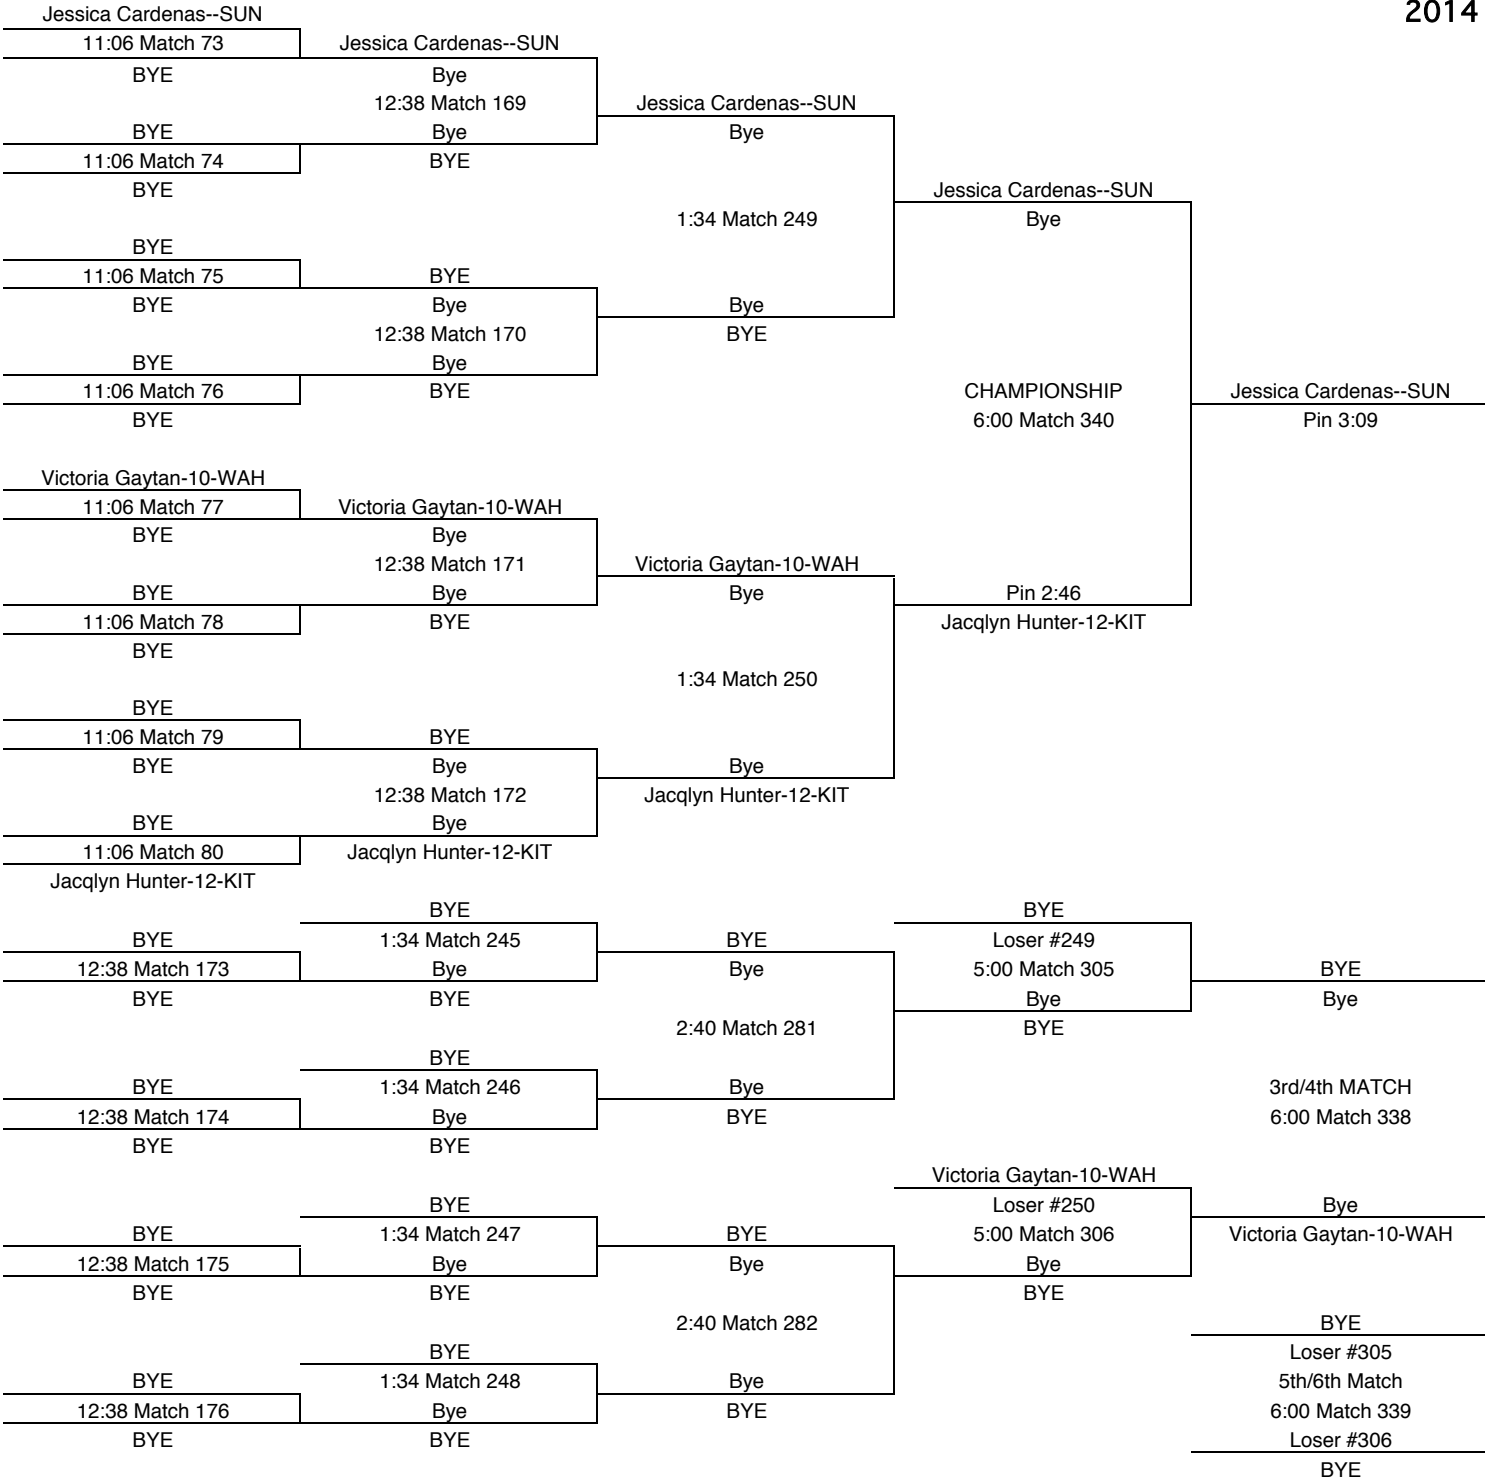 2014
Jessica Cardenas--SUN
11:06 Match 73
Jessica Cardenas--SUN
BYE
Bye
12:38 Match 169
Jessica Cardenas--SUN
BYE
Bye
Bye
11:06 Match 74
BYE
BYE
Jessica Cardenas--SUN
1:34 Match 249
Bye
BYE
11:06 Match 75
BYE
BYE
Bye
Bye
12:38 Match 170
BYE
BYE
Bye
11:06 Match 76
BYE
CHAMPIONSHIP
Jessica Cardenas--SUN
BYE
6:00 Match 340
Pin 3:09
Victoria Gaytan-10-WAH
11:06 Match 77
Victoria Gaytan-10-WAH
BYE
Bye
12:38 Match 171
Victoria Gaytan-10-WAH
BYE
Bye
Bye
Pin 2:46
11:06 Match 78
BYE
Jacqlyn Hunter-12-KIT
BYE
1:34 Match 250
BYE
11:06 Match 79
BYE
BYE
Bye
Bye
12:38 Match 172
Jacqlyn Hunter-12-KIT
BYE
Bye
11:06 Match 80
Jacqlyn Hunter-12-KIT
Jacqlyn Hunter-12-KIT
BYE
BYE
BYE
1:34 Match 245
BYE
Loser #249
12:38 Match 173
Bye
Bye
5:00 Match 305
BYE
BYE
BYE
Bye
Bye
2:40 Match 281
BYE
BYE
BYE
1:34 Match 246
Bye
3rd/4th MATCH
12:38 Match 174
Bye
BYE
6:00 Match 338
BYE
BYE
Victoria Gaytan-10-WAH
BYE
Loser #250
Bye
BYE
1:34 Match 247
BYE
5:00 Match 306
Victoria Gaytan-10-WAH
12:38 Match 175
Bye
Bye
Bye
BYE
BYE
BYE
2:40 Match 282
BYE
BYE
Loser #305
BYE
1:34 Match 248
Bye
5th/6th Match
12:38 Match 176
Bye
BYE
6:00 Match 339
BYE
BYE
Loser #306
BYE